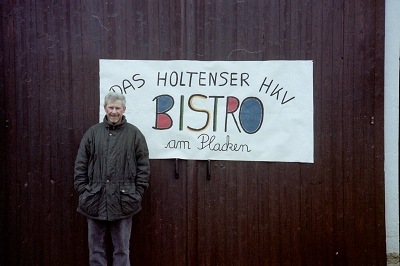 DAS HOLTENSER HKV
BISTRO
am Placken